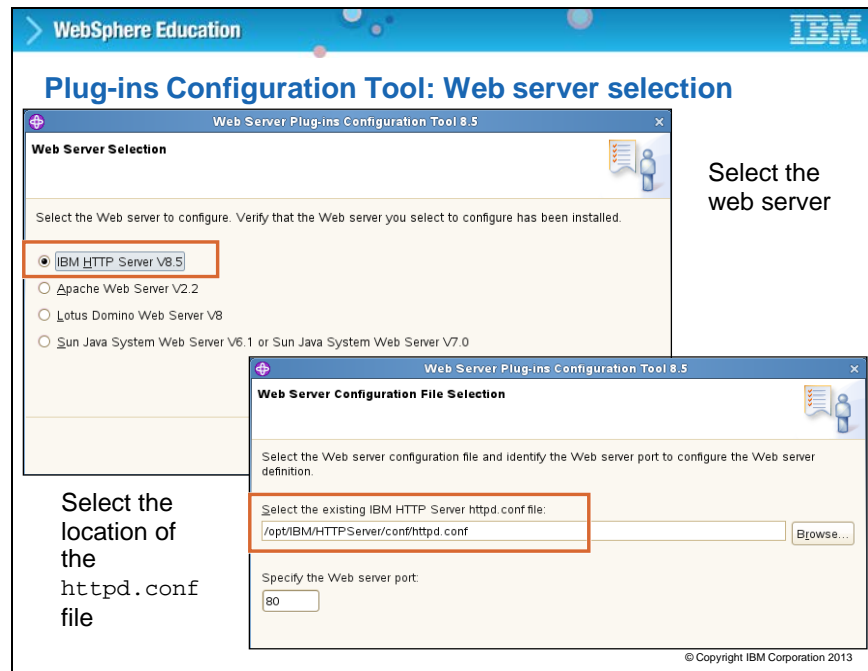 WebSphere Education
IBM.
Plug-ins Configuration Tool: Web server selection
Web Server Plug-ins Configuration Tool 8.5
Web Server Selection
Select the Web server to configure. Verify that the Web server you select to configure has been installed.
IBM HTTP Server V8.5
Apache Web Server V2.2
Lotus Domino Web Server V8
Sun Java System Web Server V6.1 or Sun Java System Web Server V7.0
Select the
web server
Web Server Plug-ins Configuration Tool 8.5
Web Server Configuration File Selection
Select the Web server configuration file and identify the Web server port to configure the Web server
definition.
Select the existing IBM HTTP Server httpd.conf file:
/opt/IBM/HTTPServer/conf/httpd.conf
Browse...
Specify the Web server port:
80
Select the
location of
the
httpd.conf
file
© Copyright IBM Corporation 2013